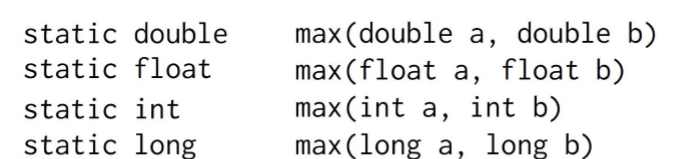 static double max(double a, double b)
static float max(float a, float b)
static int max(int a, int b)
static long max(long a, long b)